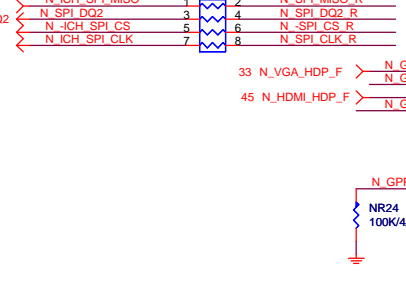 N_ICH_SPI_MISO 1 2 N_SPI_MISO_R
N_SPI_DQ2 3 4 N_SPI_DQ2_R
N_-ICH_SPI_CS 5 6 N_-SPI_CS_R
N_ICH_SPI_CLK 7 8 N_SPI_CLK_R
33 N_VGA_HDP_F
45 N_HDMI_HDP_F
NR24
100K/4